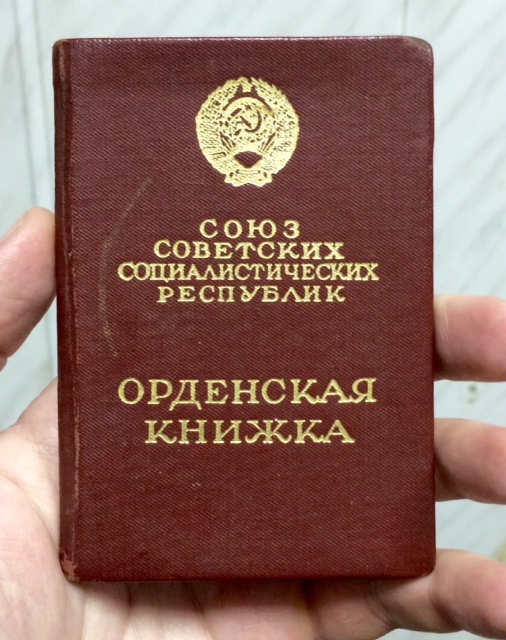 СОЮЗ
СОВЕТСКИХ
СОЦИАЛИСТИЧЕСКИХ
РЕСПУБЛИК
ОРДЕНСКАЯ
КНИЖКА